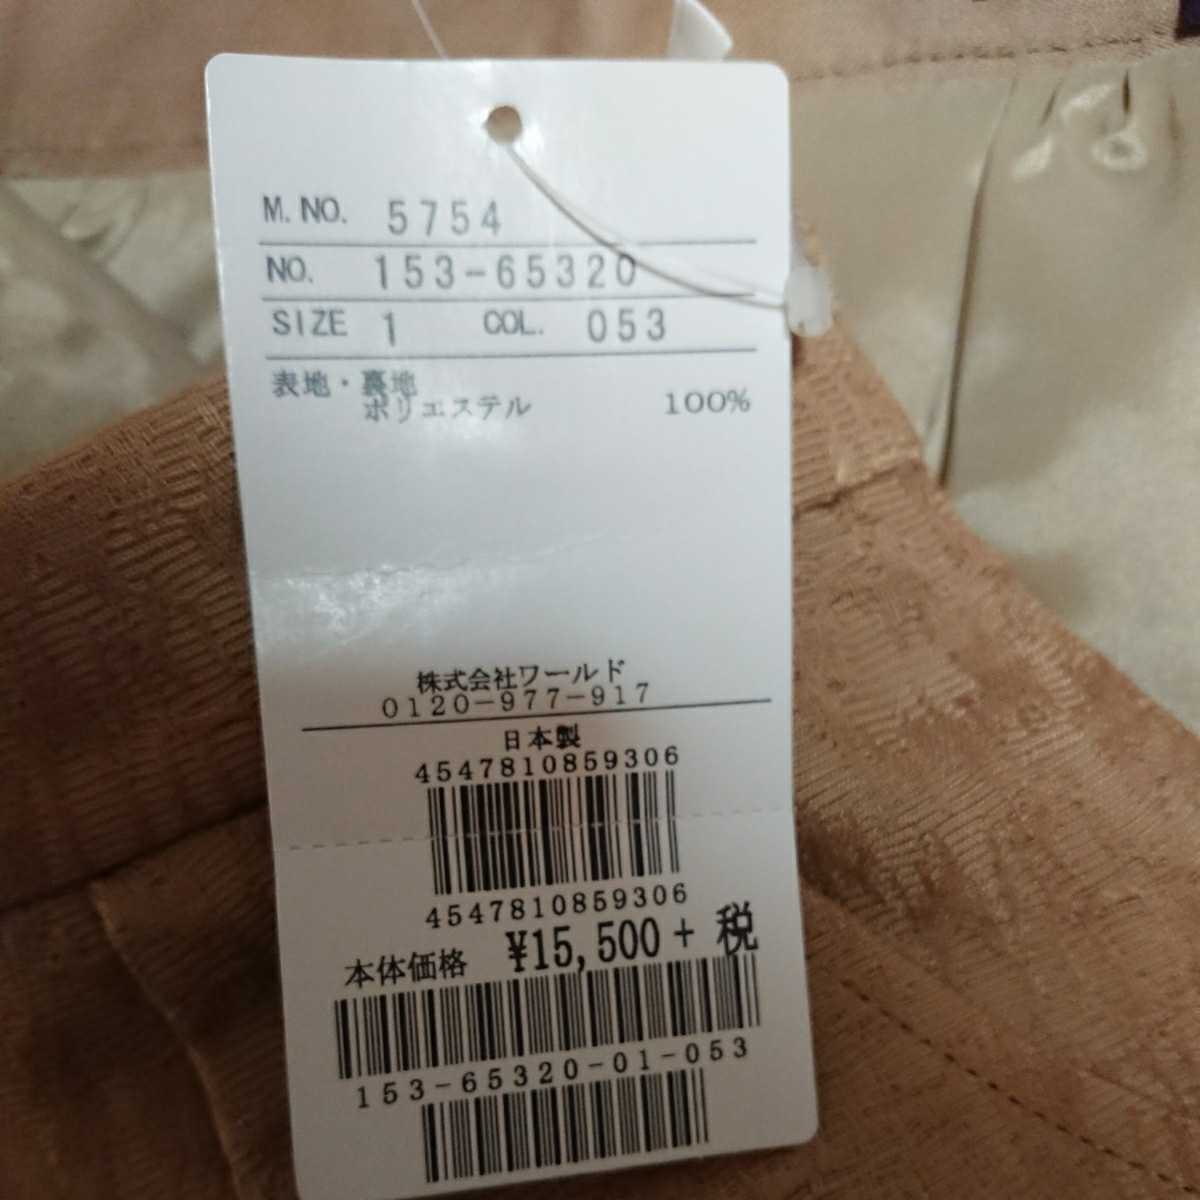 M. NO. 5754
NO. 153-65320
SIZE 1 COL. 053
表地・裏地
ポリエステル 100%
株式会社ワールド
0120-977-917
日本製
4547810859306
4547810859306
本体価格 ¥15,500 + 税
153-65320-01-053